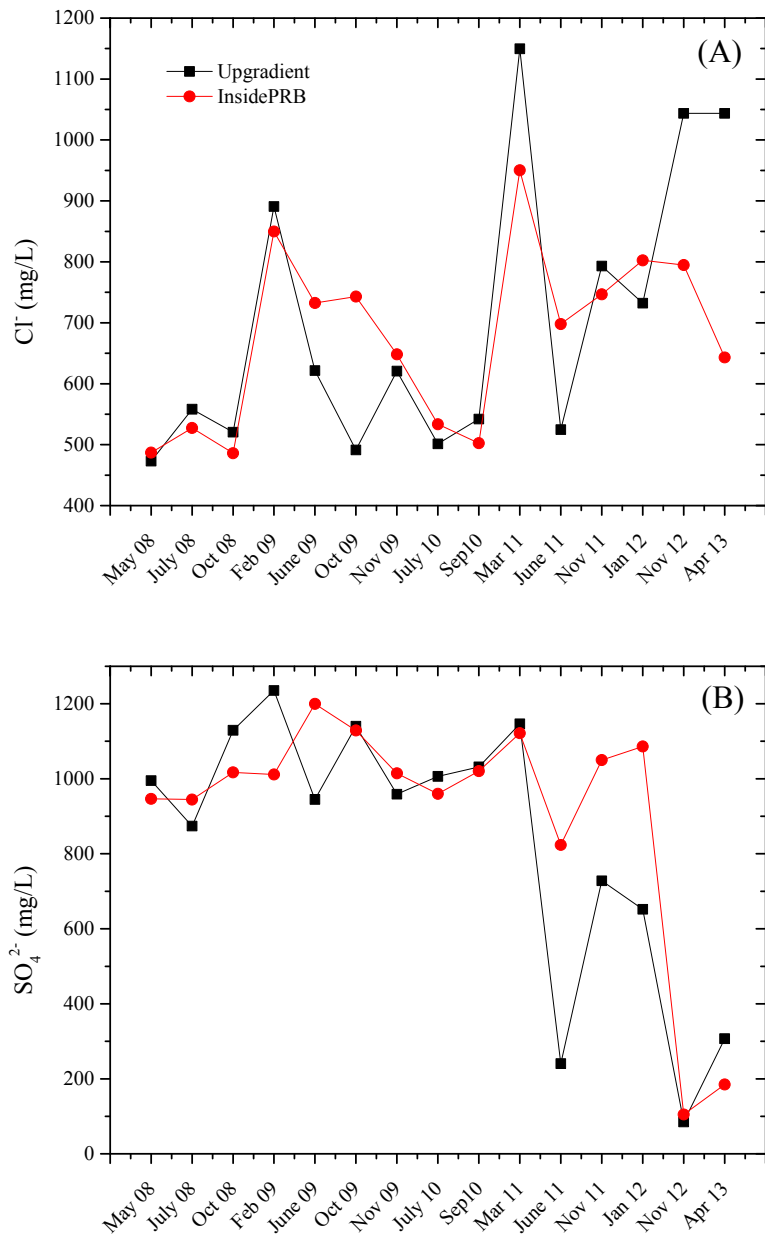 (A)
Upgradient
InsidePRB
1200
1100
1000
900
800
700
600
500
400
Cl⁻ (mg/L)
May 08
July 08
Oct 08
Feb 09
June 09
Oct 09
Nov 09
July 10
Sep10
Mar 11
June 11
Nov 11
Jan 12
Nov 12
Apr 13
(B)
1200
1000
800
600
400
200
0
SO₄²⁻ (mg/L)
May 08
July 08
Oct 08
Feb 09
June 09
Oct 09
Nov 09
July 10
Sep10
Mar 11
June 11
Nov 11
Jan 12
Nov 12
Apr 13